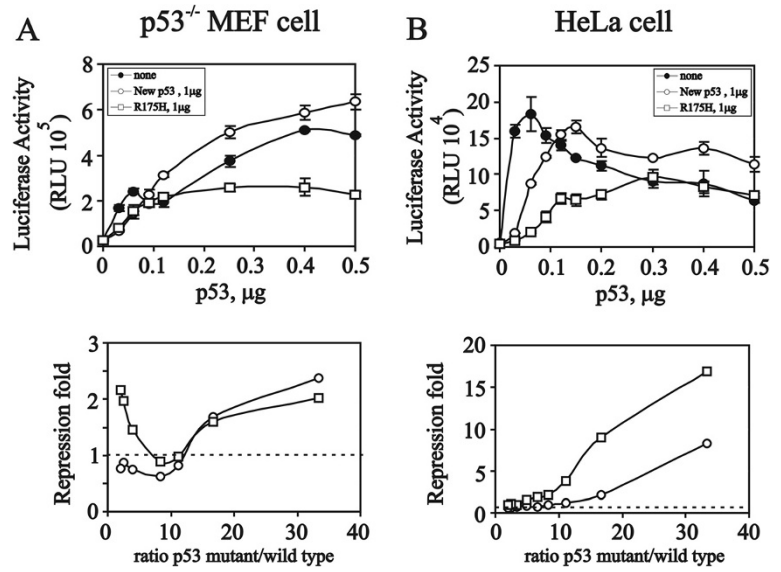 A p53-/- MEF cell
Luciferase Activity
(RLU 10^5)
none
New p53 , 1μg
R175H, 1μg
8
6
4
2
0
0 0.1 0.2 0.3 0.4 0.5
p53, μg
B HeLa cell
Luciferase Activity
(RLU 10^4)
none
New p53 , 1μg
R175H, 1μg
25
20
15
10
5
0
0 0.1 0.2 0.3 0.4 0.5
p53, μg
Repression fold
3
2
1
0
0 10 20 30 40
ratio p53 mutant/wild type
Repression fold
20
15
10
5
0
0 10 20 30 40
ratio p53 mutant/wild type